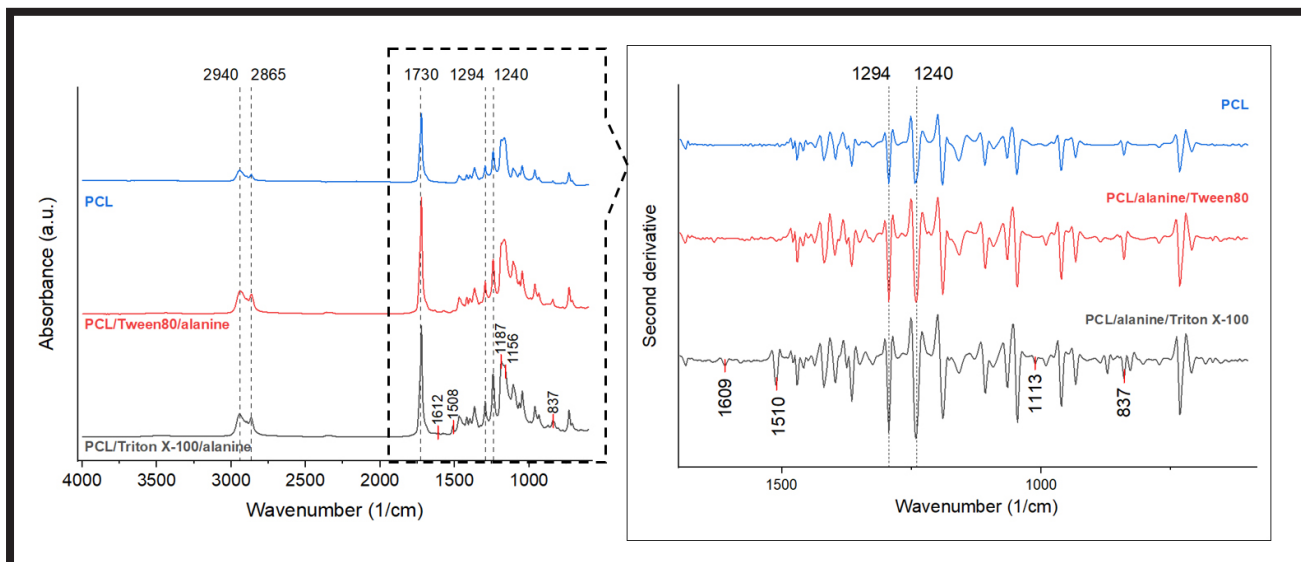 2940 2865 1730 1294 1240
Absorbance (a.u.)
PCL
PCL/Tween80/alanine
1612
1508
1187
1156
837
PCL/Triton X-100/alanine
4000 3500 3000 2500 2000 1500 1000
Wavenumber (1/cm)
1294 1240
Second derivative
PCL
PCL/alanine/Tween80
PCL/alanine/Triton X-100
1609
1510
1113
837
1500 1000
Wavenumber (1/cm)